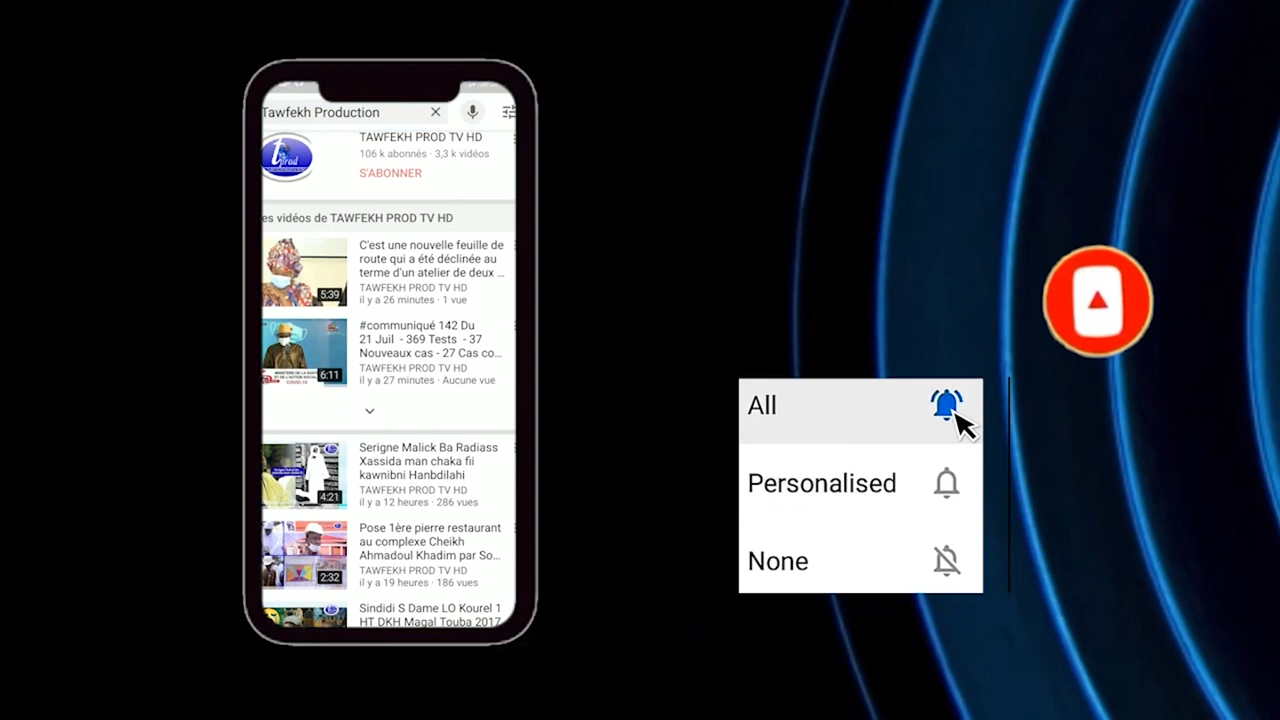 Tawfekh Production
TAWFEKH PROD TV HD
106 k abonnés · 3,3 k vidéos
S'ABONNER
t prod
es vidéos de TAWFEKH PROD TV HD
C'est une nouvelle feuille de
route qui a été déclinée au
terme d'un atelier de deux ...
TAWFEKH PROD TV HD
il y a 26 minutes · 1 vue
5:39
#communiqué 142 Du
21 Juil - 369 Tests - 37
Nouveaux cas - 27 Cas co...
TAWFEKH PROD TV HD
il y a 27 minutes · Aucune vue
6:11
Serigne Malick Ba Radiass
Xassida man chaka fii
kawnibni Hanbdilahi
TAWFEKH PROD TV HD
il y a 12 heures · 286 vues
4:21
Pose 1ère pierre restaurant
au complexe Cheikh
Ahmadoul Khadim par So...
TAWFEKH PROD TV HD
il y a 19 heures · 186 vues
2:32
Sindidi S Dame LO Kourel 1
HT DKH Magal Touba 2017
All
Personalised
None